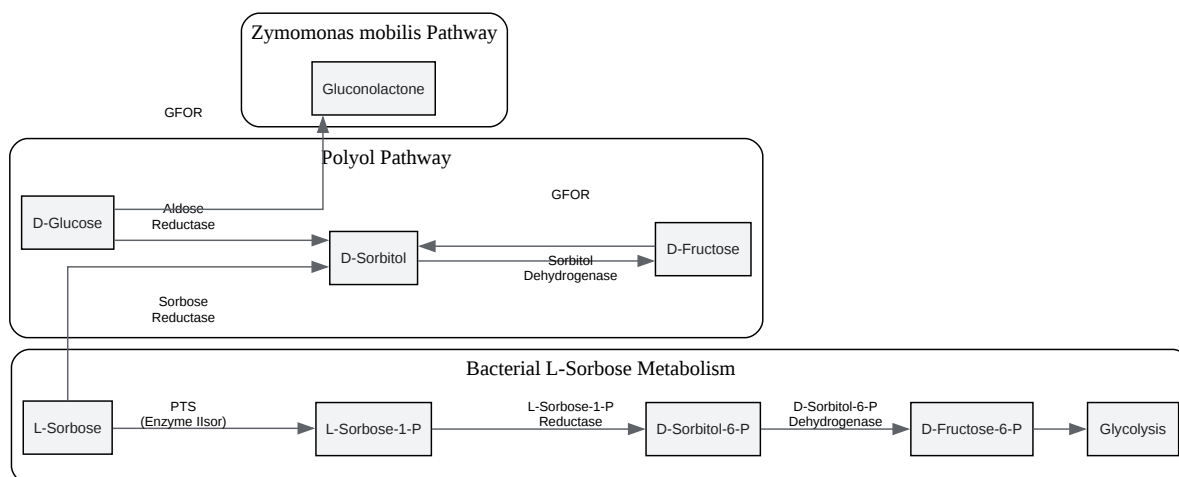 Zymomonas mobilis Pathway
Gluconolactone
GFOR
Polyol Pathway
GFOR
D-Glucose
Aldose
Reductase
D-Sorbitol
D-Fructose
Sorbitol
Dehydrogenase
Sorbose
Reductase
Bacterial L-Sorbose Metabolism
L-Sorbose
PTS
(Enzyme IIsor)
L-Sorbose-1-P
L-Sorbose-1-P
Reductase
D-Sorbitol-6-P
D-Sorbitol-6-P
Dehydrogenase
D-Fructose-6-P
Glycolysis